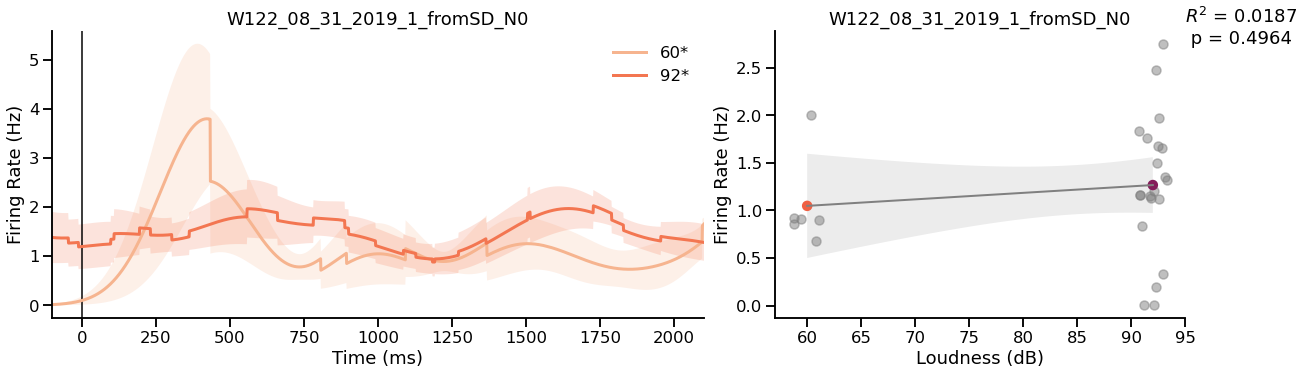 W122_08_31_2019_1_fromSD_N0
60*
92*
5
4
3
2
1
0
Firing Rate (Hz)
0 250 500 750 1000 1250 1500 1750 2000
Time (ms)
W122_08_31_2019_1_fromSD_N0
R² = 0.0187
p = 0.4964
2.5
2.0
1.5
1.0
0.5
0.0
Firing Rate (Hz)
60 65 70 75 80 85 90 95
Loudness (dB)